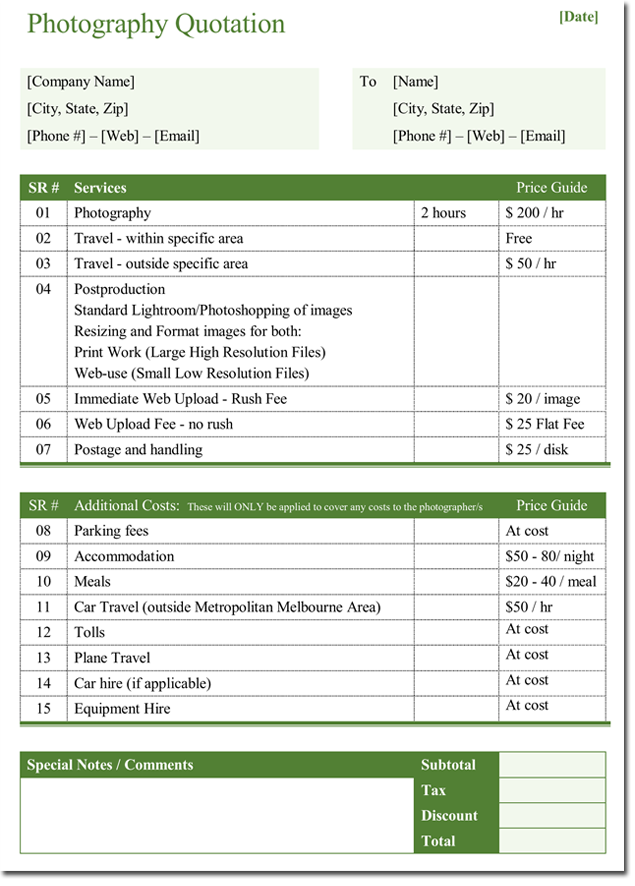 Photography Quotation
[Date]
[Company Name]
[City, State, Zip]
[Phone #] – [Web] – [Email]
To [Name]
[City, State, Zip]
[Phone #] – [Web] – [Email]
SR # Services Price Guide
01 Photography 2 hours $ 200 / hr
02 Travel - within specific area Free
03 Travel - outside specific area $ 50 / hr
04 Postproduction
Standard Lightroom/Photoshopping of images
Resizing and Format images for both:
Print Work (Large High Resolution Files)
Web-use (Small Low Resolution Files)
05 Immediate Web Upload - Rush Fee $ 20 / image
06 Web Upload Fee - no rush $ 25 Flat Fee
07 Postage and handling $ 25 / disk
SR # Additional Costs: These will ONLY be applied to cover any costs to the photographer/s Price Guide
08 Parking fees At cost
09 Accommodation $50 - 80/ night
10 Meals $20 - 40 / meal
11 Car Travel (outside Metropolitan Melbourne Area) $50 / hr
12 Tolls At cost
13 Plane Travel At cost
14 Car hire (if applicable) At cost
15 Equipment Hire At cost
Special Notes / Comments Subtotal
Tax
Discount
Total